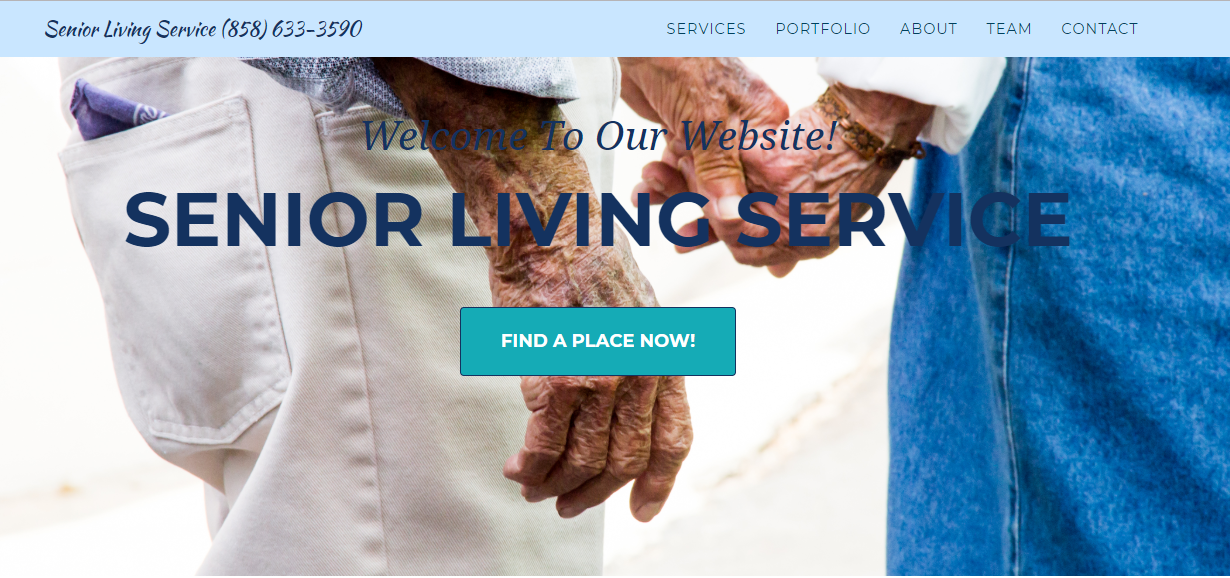 Senior Living Service (858) 633-3590
SERVICES PORTFOLIO ABOUT TEAM CONTACT
Welcome To Our Website!
SENIOR LIVING SERVICE
FIND A PLACE NOW!